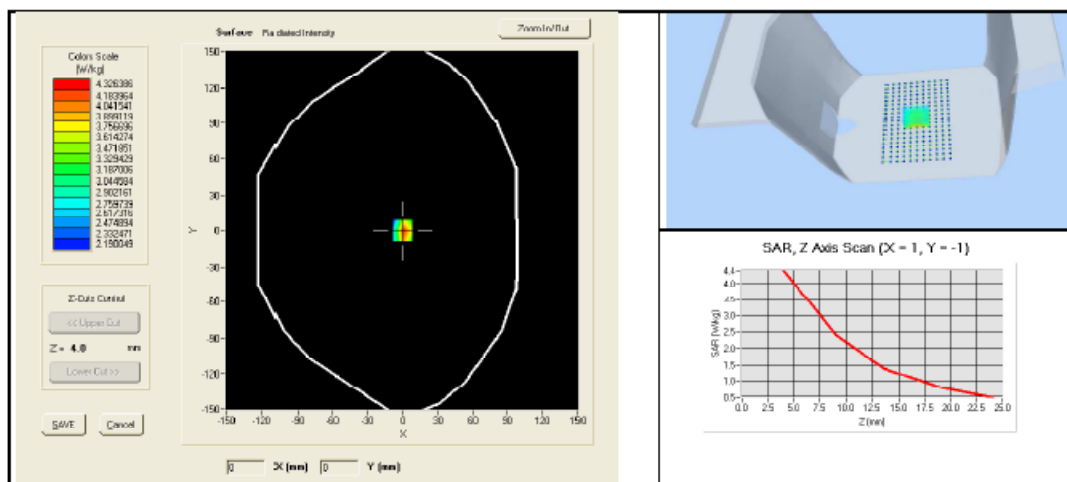 Surface Radiated Intensity
Zoom In/Out
Colors Scale
(W/kg)
4.326386
4.183964
4.041541
3.899119
3.756696
3.614274
3.471851
3.329429
3.187006
3.044584
2.902161
2.759739
2.617316
2.474894
2.332471
2.190049
150
120
90
60
30
0
-30
-60
-90
-120
-150
Y
-150 -120 -90 -60 -30 0 30 60 90 120 150
X
Z-Cuts Control
<< Upper Cut
Z = 4.0 mm
Lower Cut >>
SAVE Cancel
0 X (mm) 0 Y (mm)
SAR, Z Axis Scan (X = 1, Y = -1)
4.4
4.0
3.5
3.0
2.5
2.0
1.5
1.0
0.5
SAR (W/kg)
0.0 2.5 5.0 7.5 10.0 12.5 15.0 17.5 20.0 22.5 25.0
Z (mm)